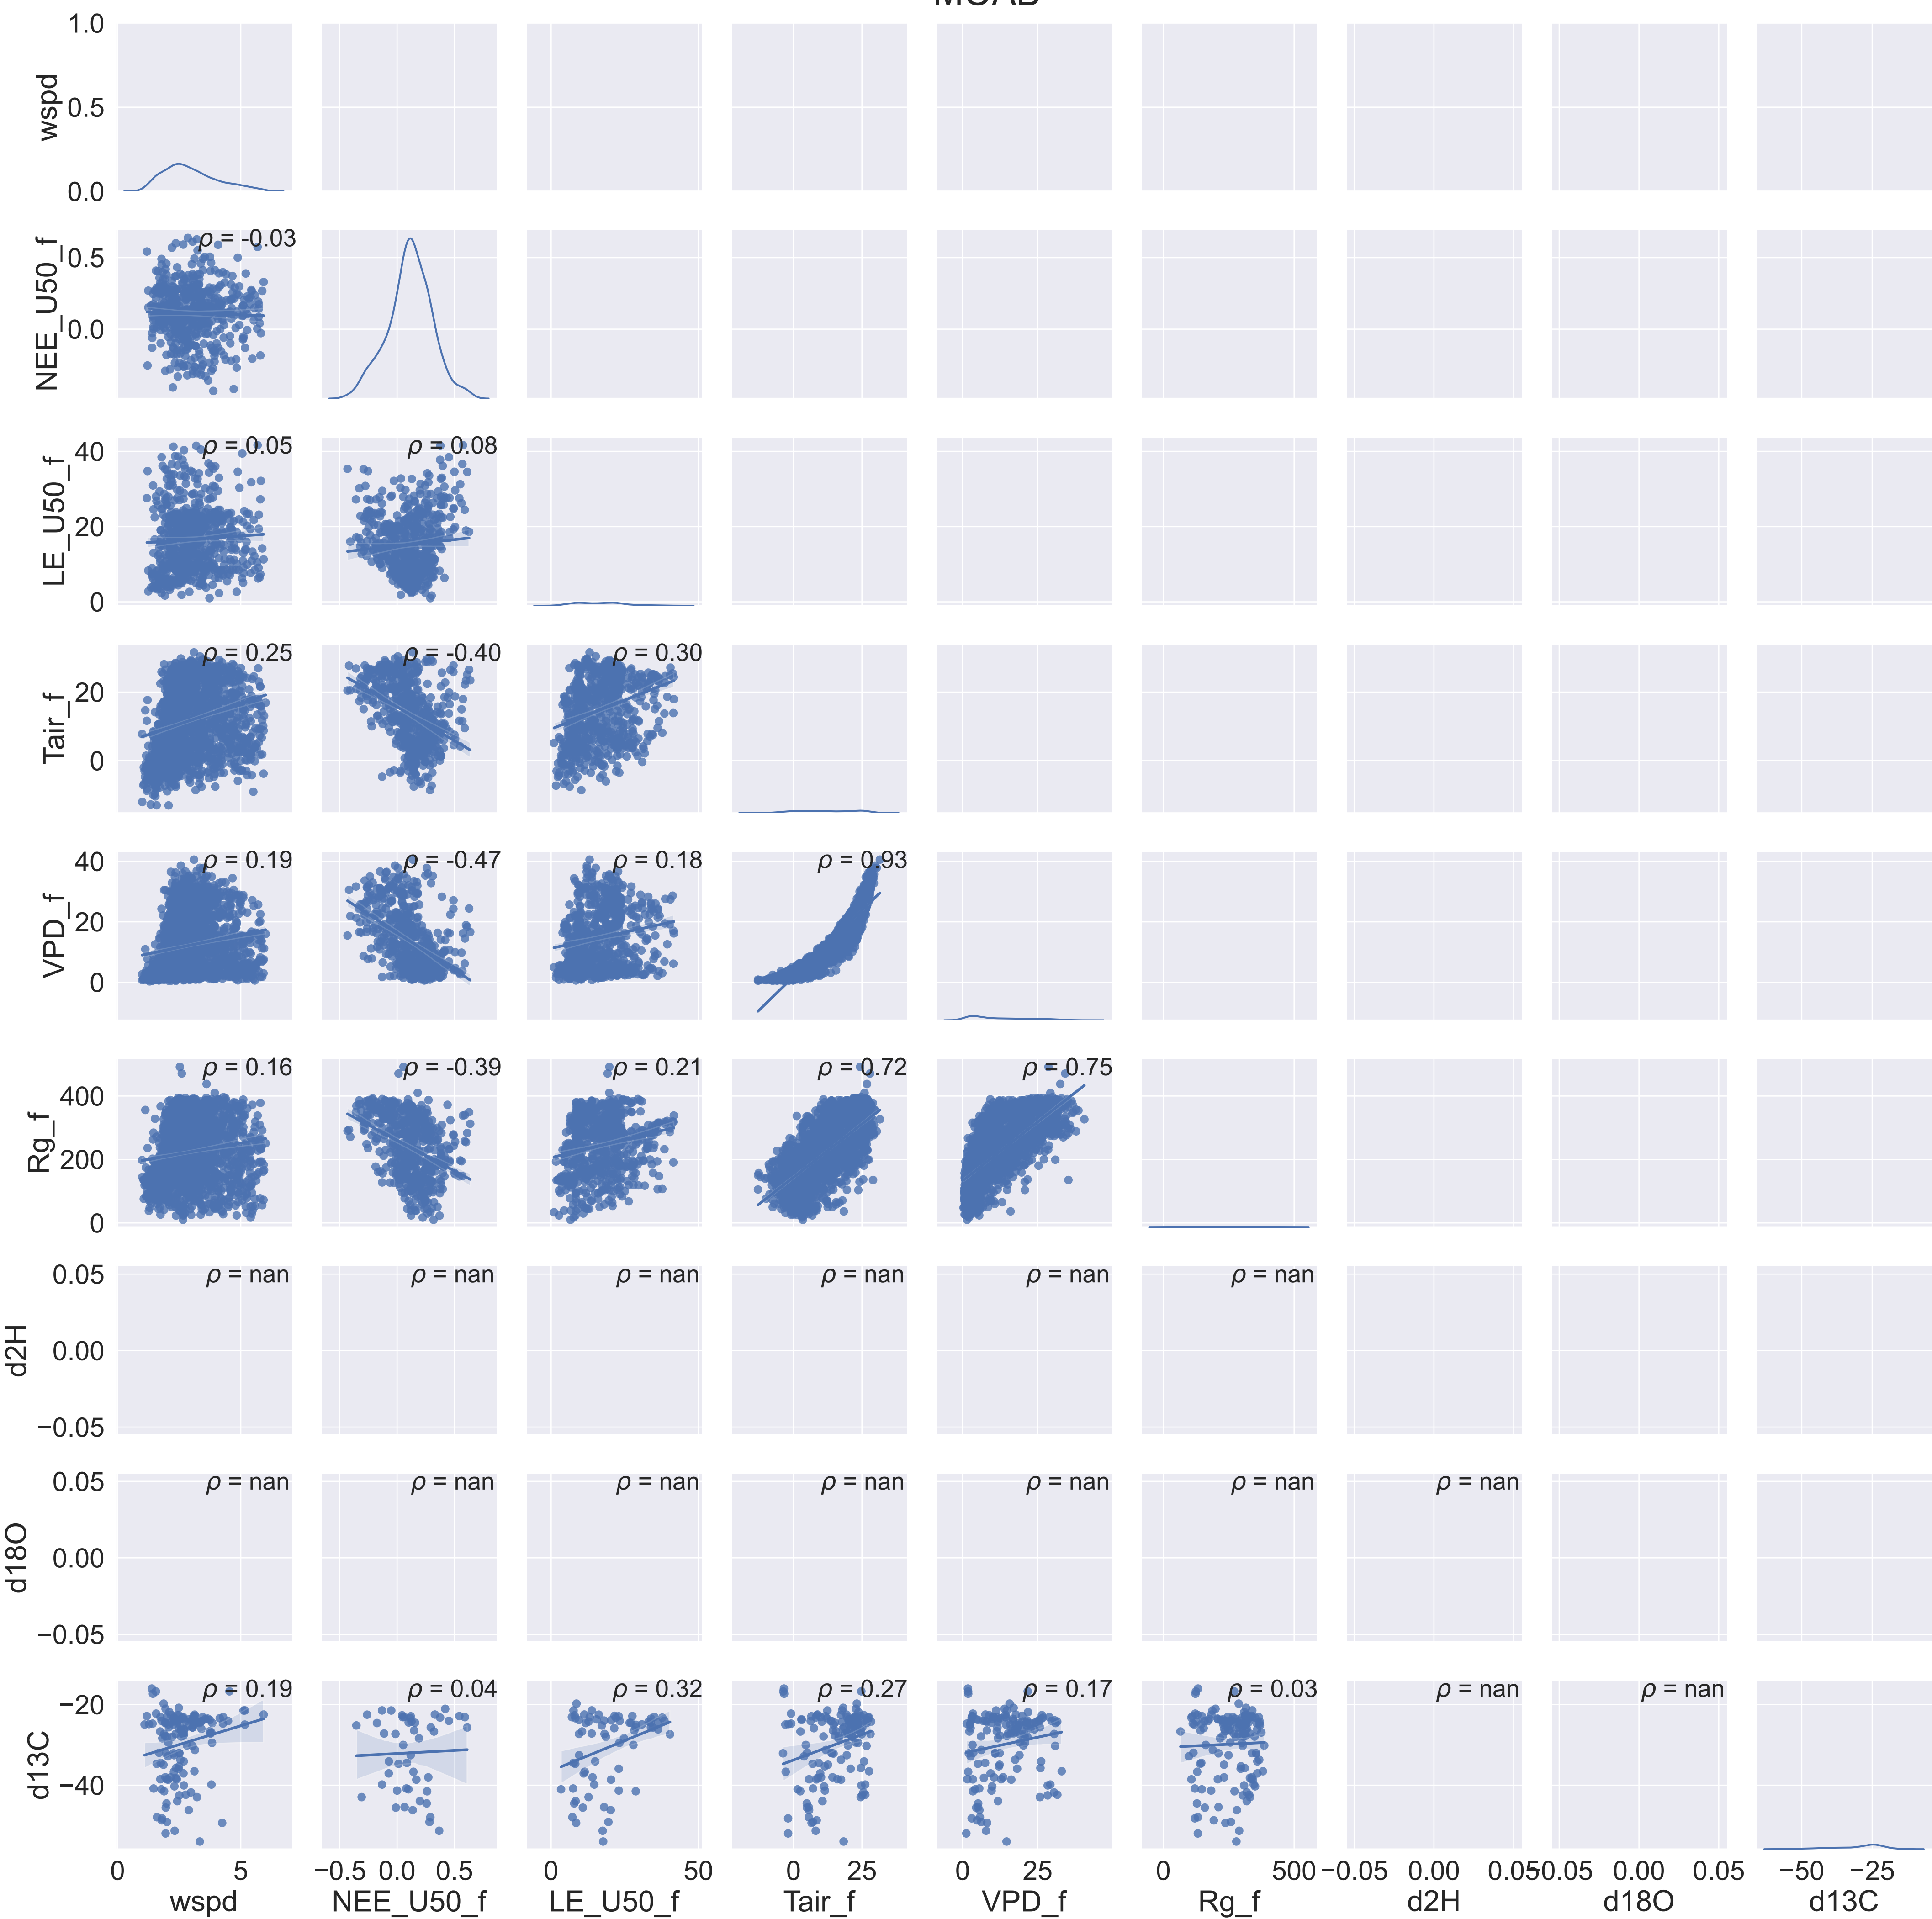 MOAB
1.0
0.5
0.0
wspd
ρ = -0.03
0.5
0.0
NEE_U50_f
ρ = 0.05 ρ = 0.08
40
20
0
LE_U50_f
ρ = 0.25 ρ = -0.40 ρ = 0.30
20
0
Tair_f
ρ = 0.19 ρ = -0.47 ρ = 0.18 ρ = 0.93
40
20
0
VPD_f
ρ = 0.16 ρ = -0.39 ρ = 0.21 ρ = 0.72 ρ = 0.75
400
200
0
Rg_f
ρ = nan ρ = nan ρ = nan ρ = nan ρ = nan ρ = nan
0.05
0.00
−0.05
d2H
ρ = nan ρ = nan ρ = nan ρ = nan ρ = nan ρ = nan ρ = nan
0.05
0.00
−0.05
d18O
ρ = 0.19 ρ = 0.04 ρ = 0.32 ρ = 0.27 ρ = 0.17 ρ = 0.03 ρ = nan ρ = nan
−20
−40
d13C
0 5 −0.5 0.0 0.5 0 50 0 25 0 25 0 500 −0.05 0.00 0.05 −0.05 0.00 0.05 −50 −25
wspd NEE_U50_f LE_U50_f Tair_f VPD_f Rg_f d2H d18O d13C